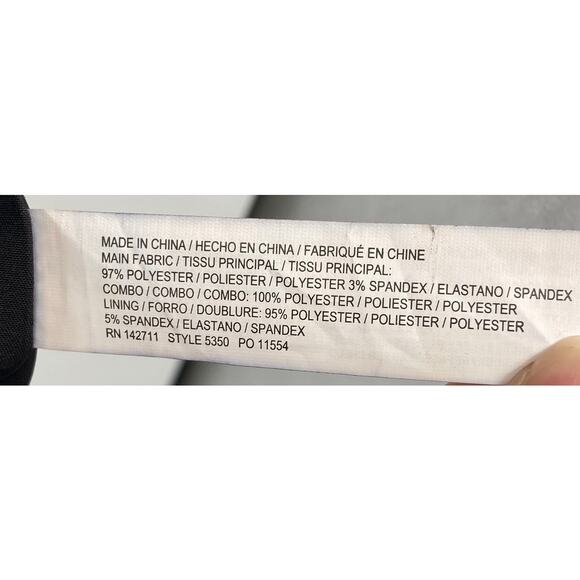 MADE IN CHINA / HECHO EN CHINA / FABRIQUÉ EN CHINE
MAIN FABRIC / TISSU PRINCIPAL / TISSU PRINCIPAL:
97% POLYESTER / POLIESTER / POLYESTER 3% SPANDEX / ELASTANO / SPANDEX
COMBO / COMBO / COMBO: 100% POLYESTER / POLIESTER / POLYESTER
LINING / FORRO / DOUBLURE: 95% POLYESTER / POLIESTER / POLYESTER
5% SPANDEX / ELASTANO / SPANDEX
RN 142711 STYLE 5350 PO 11554